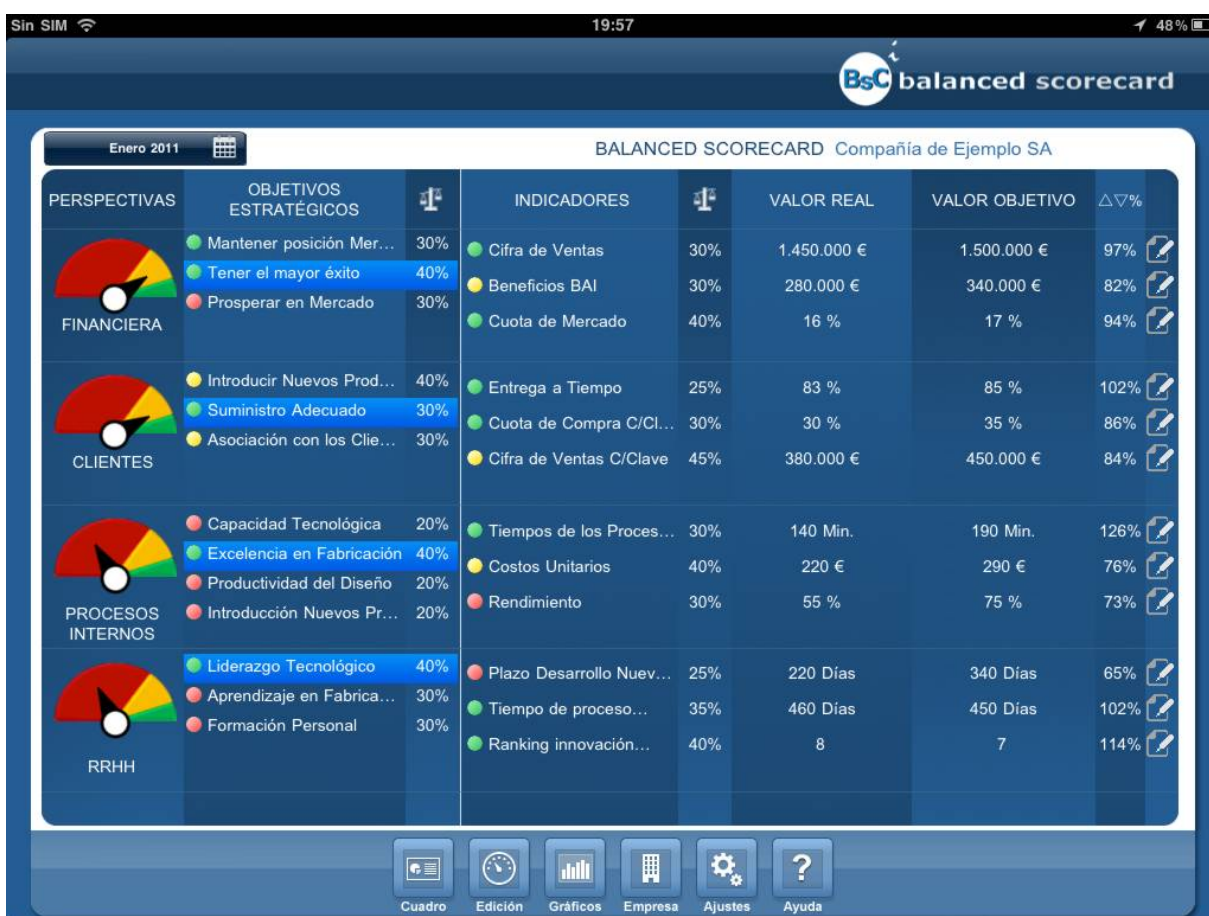 Sin SIM 19:57 48%
BsC i balanced scorecard
Enero 2011 BALANCED SCORECARD Compañía de Ejemplo SA
PERSPECTIVAS OBJETIVOS ESTRATÉGICOS INDICADORES VALOR REAL VALOR OBJETIVO △▽%
FINANCIERA
Mantener posición Mer... 30%
Tener el mayor éxito 40%
Prosperar en Mercado 30%
Cifra de Ventas 30% 1.450.000 € 1.500.000 € 97%
Beneficios BAI 30% 280.000 € 340.000 € 82%
Cuota de Mercado 40% 16 % 17 % 94%
CLIENTES
Introducir Nuevos Prod... 40%
Suministro Adecuado 30%
Asociación con los Clie... 30%
Entrega a Tiempo 25% 83 % 85 % 102%
Cuota de Compra C/Cl... 30% 30 % 35 % 86%
Cifra de Ventas C/Clave 45% 380.000 € 450.000 € 84%
PROCESOS
INTERNOS
Capacidad Tecnológica 20%
Excelencia en Fabricación 40%
Productividad del Diseño 20%
Introducción Nuevos Pr... 20%
Tiempos de los Proces... 30% 140 Min. 190 Min. 126%
Costos Unitarios 40% 220 € 290 € 76%
Rendimiento 30% 55 % 75 % 73%
RRHH
Liderazgo Tecnológico 40%
Aprendizaje en Fabrica... 30%
Formación Personal 30%
Plazo Desarrollo Nuev... 25% 220 Días 340 Días 65%
Tiempo de proceso... 35% 460 Días 450 Días 102%
Ranking innovación... 40% 8 7 114%
Cuadro Edición Gráficos Empresa Ajustes Ayuda